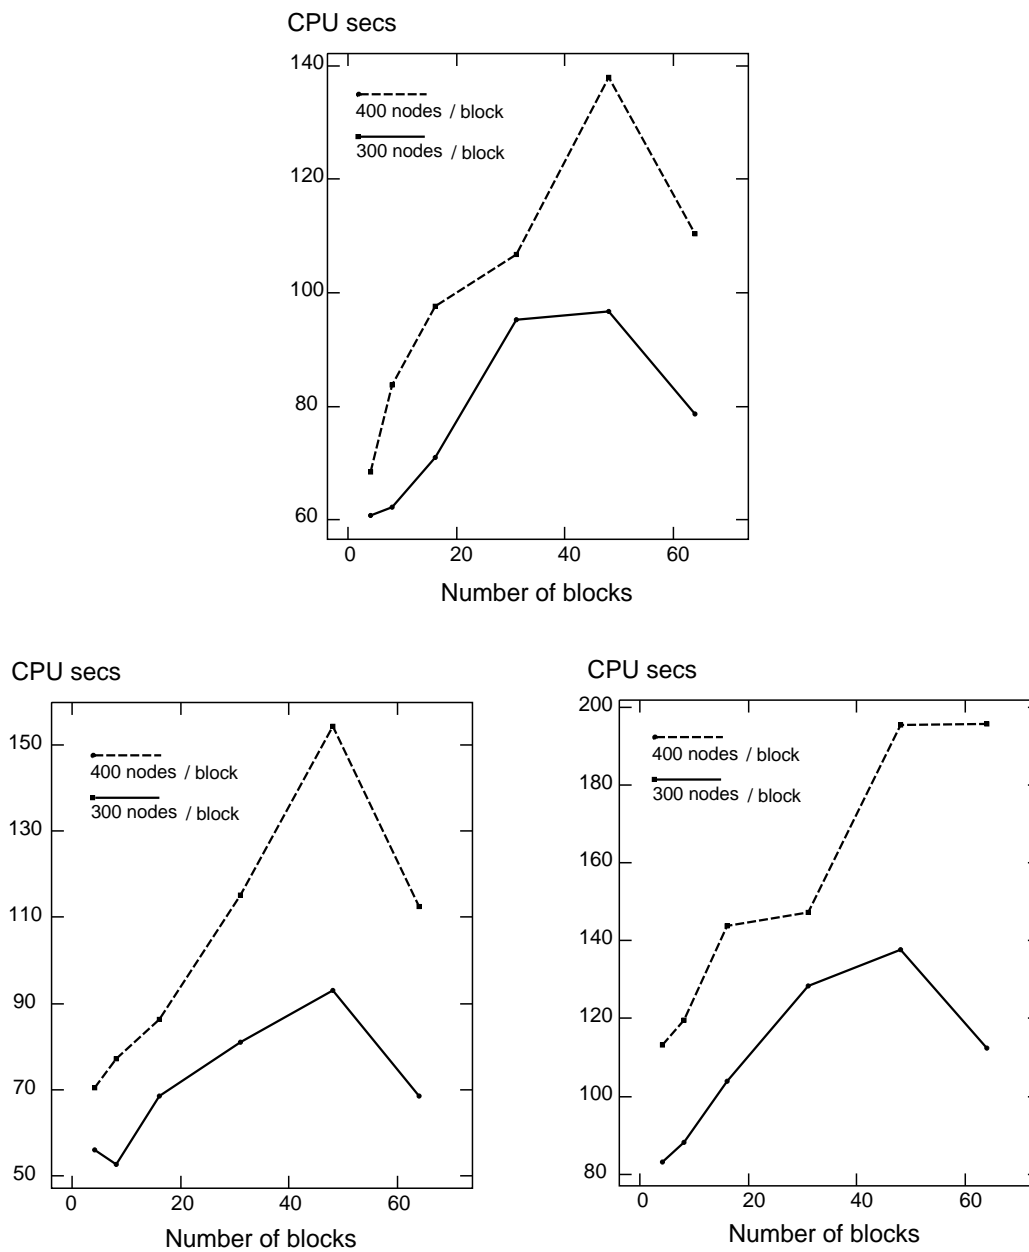 CPU secs
140
120
100
80
60
400 nodes / block
300 nodes / block
0 20 40 60
Number of blocks
CPU secs
150
130
110
90
70
50
400 nodes / block
300 nodes / block
0 20 40 60
Number of blocks
CPU secs
200
180
160
140
120
100
80
400 nodes / block
300 nodes / block
0 20 40 60
Number of blocks